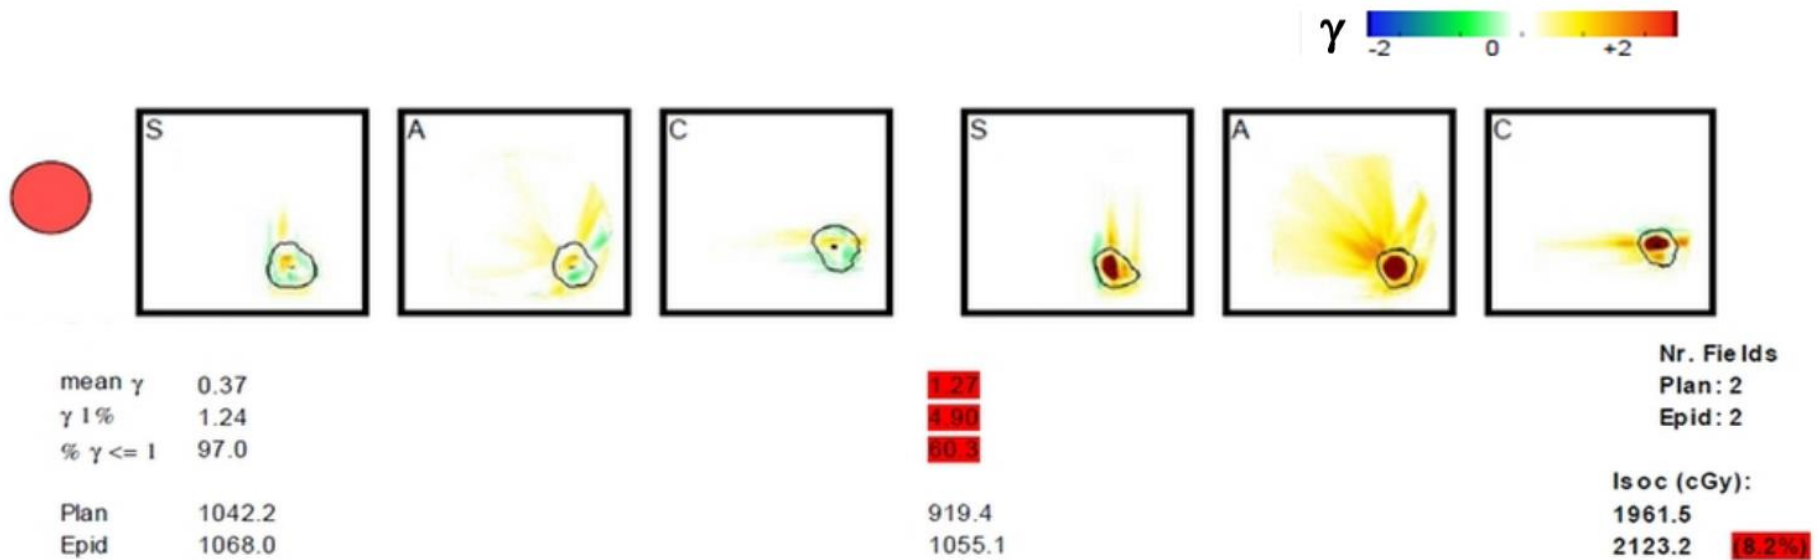 γ
-2 0 +2
S A C S A C
mean γ 0.37 1.27
γ 1% 1.24 4.90
% γ <= 1 97.0 60.3
Plan 1042.2 919.4
Epid 1068.0 1055.1
Nr. Fields
Plan: 2
Epid: 2
Isoc (cGy):
1961.5
2123.2 (8.2%)